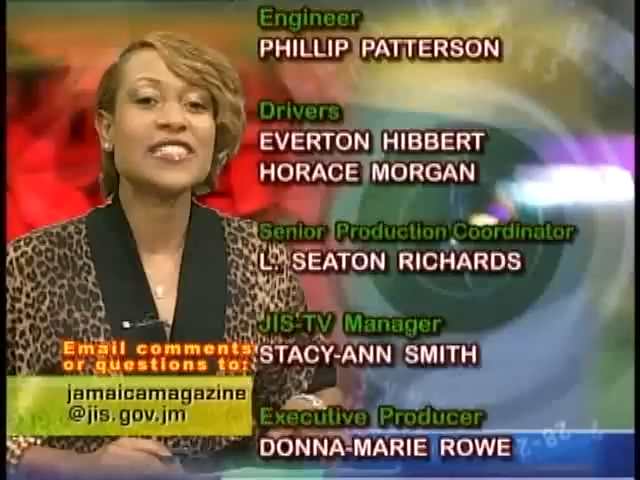 Engineer
PHILLIP PATTERSON
Drivers
EVERTON HIBBERT
HORACE MORGAN
Senior Production Coordinator
L. SEATON RICHARDS
JIS-TV Manager
STACY-ANN SMITH
Executive Producer
DONNA-MARIE ROWE
Email comments
or questions to:
jamaicamagazine
@jis.gov.jm